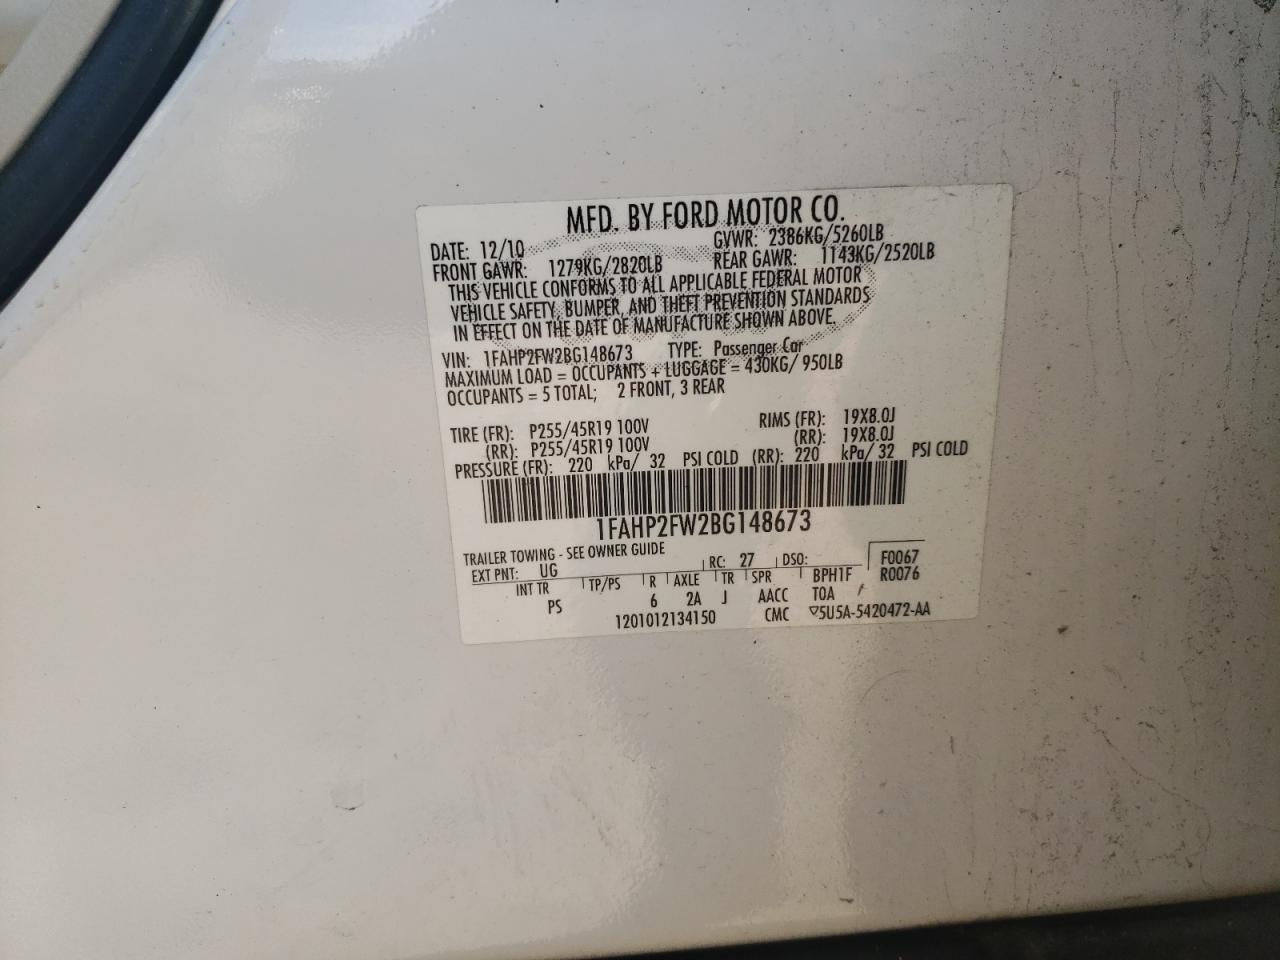 MFD. BY FORD MOTOR CO.
DATE: 12/10 GVWR: 2386KG/5260LB
FRONT GAWR: 1279KG/2820LB REAR GAWR: 1143KG/2520LB
THIS VEHICLE CONFORMS TO ALL APPLICABLE FEDERAL MOTOR
VEHICLE SAFETY, BUMPER, AND THEFT PREVENTION STANDARDS
IN EFFECT ON THE DATE OF MANUFACTURE SHOWN ABOVE.
VIN: 1FAHP2FW2BG148673 TYPE: Passenger Car
MAXIMUM LOAD = OCCUPANTS + LUGGAGE = 430KG/ 950LB
OCCUPANTS = 5 TOTAL; 2 FRONT, 3 REAR
TIRE (FR): P255/45R19 100V RIMS (FR): 19X8.0J
(RR): P255/45R19 100V (RR): 19X8.0J
PRESSURE (FR): 220 kPa/ 32 PSI COLD (RR): 220 kPa/ 32 PSI COLD
1FAHP2FW2BG148673
TRAILER TOWING - SEE OWNER GUIDE
EXT PNT: UG RC: 27 DSO: F0067
INT TR TP/PS R AXLE TR SPR BPH1F R0076
PS 6 2A J AACC TOA
1201012134150 CMC ▽5U5A-5420472-AA